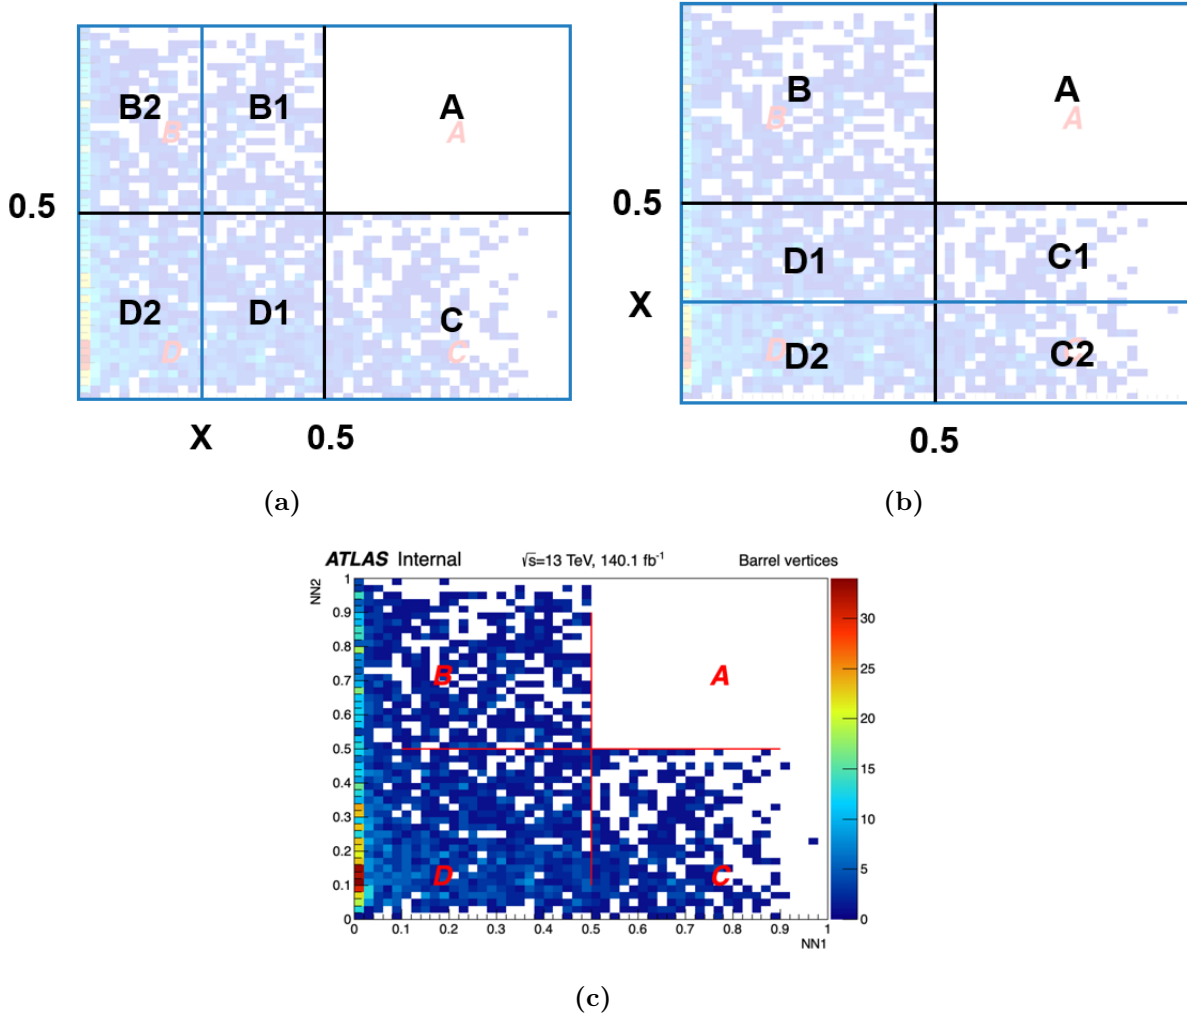 B2 B1 A
B A
0.5
D2 D1 C
D C
X 0.5
(a)
B A
B A
0.5
D1 C1
X
D2 C2
D C
0.5
(b)
ATLAS Internal √s=13 TeV, 140.1 fb⁻¹ Barrel vertices
NN2
1
0.9
0.8
0.7
0.6
0.5
0.4
0.3
0.2
0.1
0
B A
D C
0 0.1 0.2 0.3 0.4 0.5 0.6 0.7 0.8 0.9 1
NN1
30
25
20
15
10
5
0
(c)